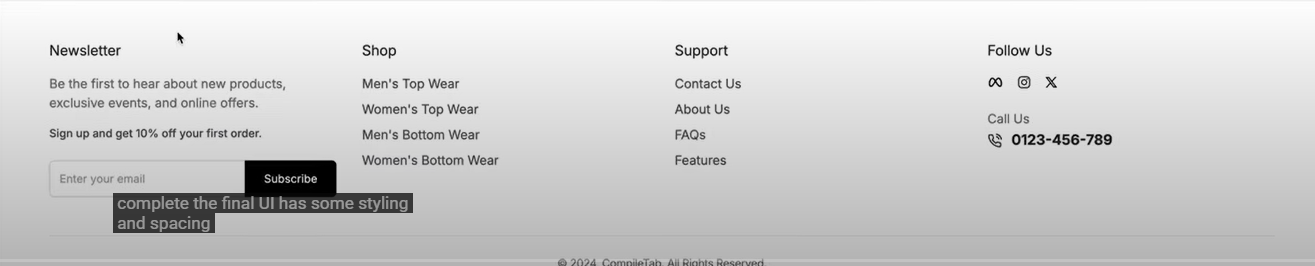 Newsletter
Be the first to hear about new products,
exclusive events, and online offers.
Sign up and get 10% off your first order.
Enter your email
Subscribe
Shop
Men's Top Wear
Women's Top Wear
Men's Bottom Wear
Women's Bottom Wear
Support
Contact Us
About Us
FAQs
Features
Follow Us
Call Us
0123-456-789
complete the final UI has some styling
and spacing
© 2024, CompileTab. All Rights Reserved.